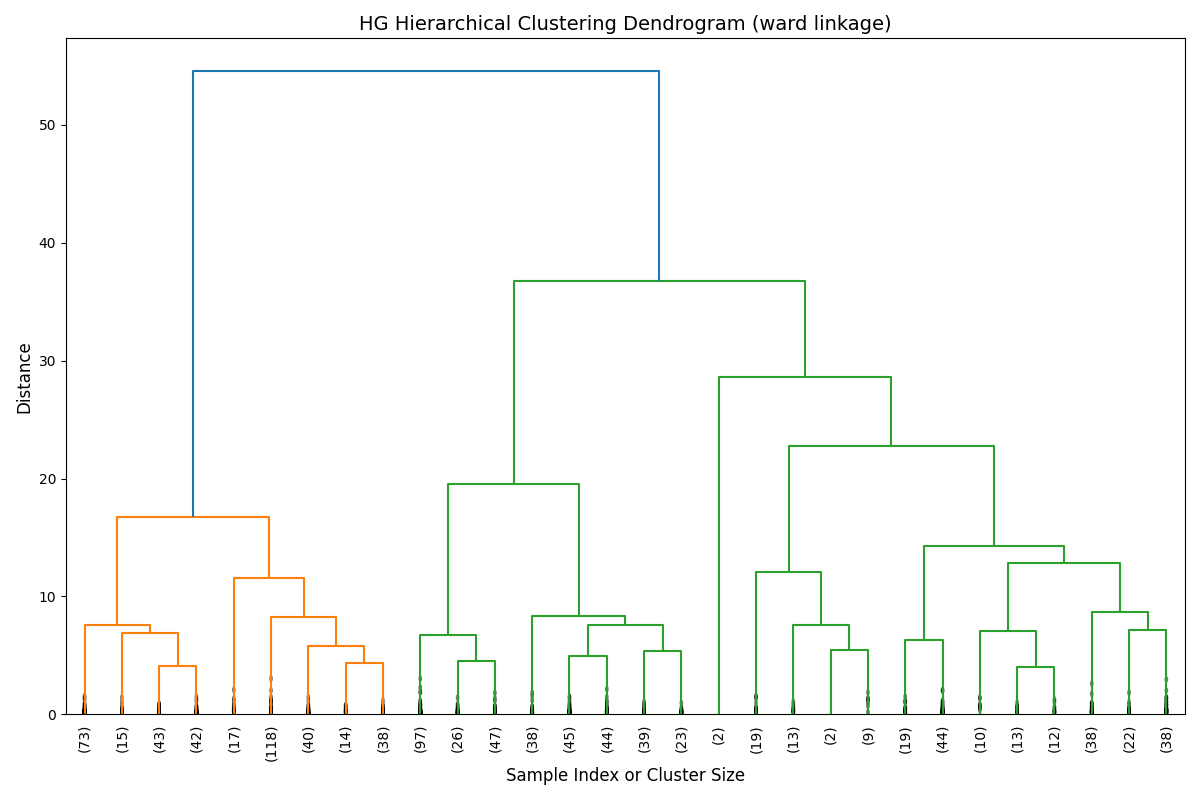 HG Hierarchical Clustering Dendrogram (ward linkage)
Distance
50
40
30
20
10
0
(73) (15) (43) (42) (17) (118) (40) (14) (38) (97) (26) (47) (38) (45) (44) (39) (23) (2) (19) (13) (2) (9) (19) (44) (10) (13) (12) (38) (22) (38)
Sample Index or Cluster Size